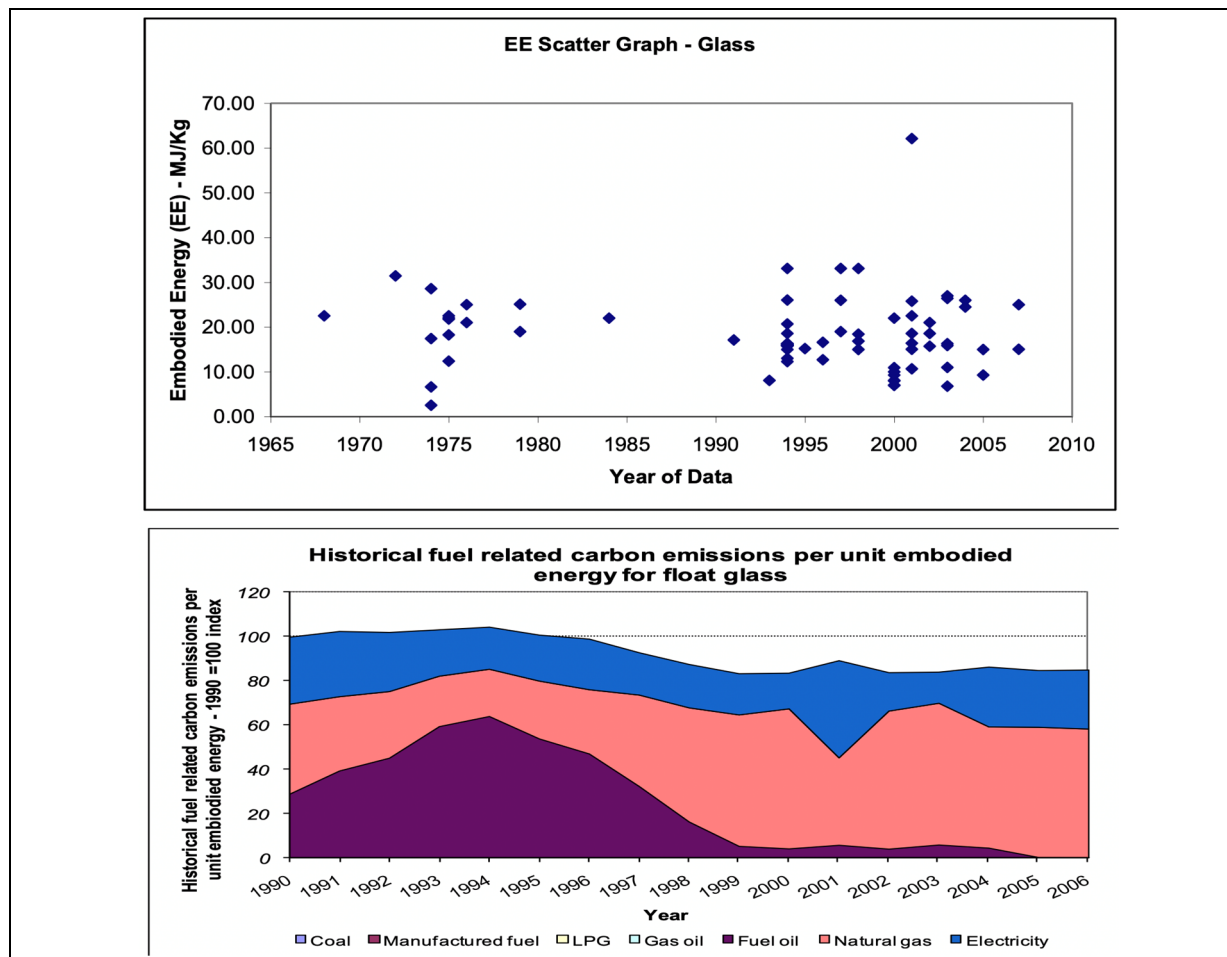 EE Scatter Graph - Glass
70.00
60.00
50.00
40.00
30.00
20.00
10.00
0.00
Embodied Energy (EE) - MJ/Kg
1965 1970 1975 1980 1985 1990 1995 2000 2005 2010
Year of Data
Historical fuel related carbon emissions per unit embodied
energy for float glass
Historical fuel related carbon emissions per
unit embiodied energy - 1990 =100 index
120
100
80
60
40
20
0
1990 1991 1992 1993 1994 1995 1996 1997 1998 1999 2000 2001 2002 2003 2004 2005 2006
Year
Coal Manufactured fuel LPG Gas oil Fuel oil Natural gas Electricity